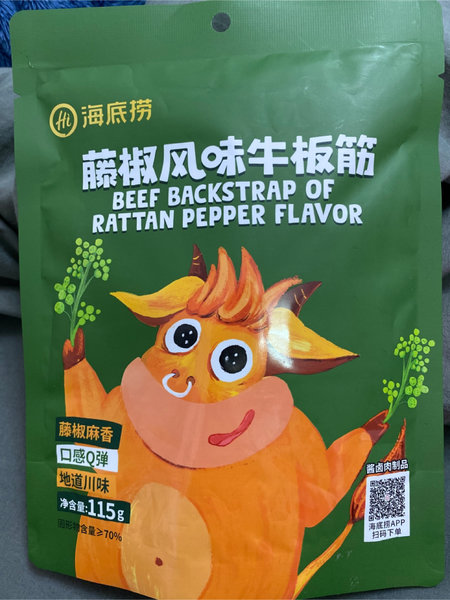 Hi 海底捞
藤椒风味牛板筋
BEEF BACKSTRAP OF
RATTAN PEPPER FLAVOR
藤椒麻香
口感Q弹
地道川味
净含量:115g
固形物含量≥70%
酱卤肉制品
海底捞APP
扫码下单